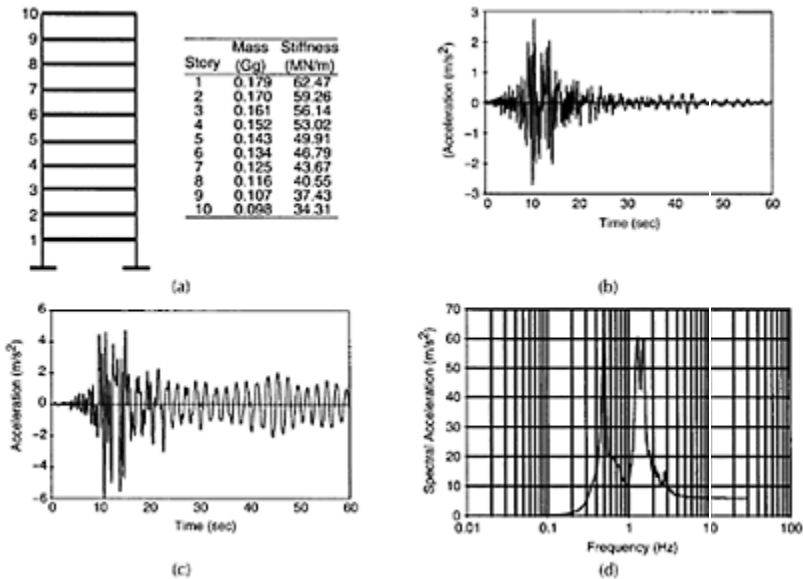 10
9
8
7
6
5
4
3
2
1
Story Mass (Gg) Stiffness (MN/m)
1 0.179 62.47
2 0.170 59.26
3 0.161 56.14
4 0.152 53.02
5 0.143 49.91
6 0.134 46.79
7 0.125 43.67
8 0.116 40.55
9 0.107 37.43
10 0.098 34.31
(a)
(Acceleration (m/s²)
3
2
1
0
-1
-2
-3
0 10 20 30 40 50 60
Time (sec)
(b)
Acceleration (m/s²)
6
4
2
0
-2
-4
-6
0 10 20 30 40 50 60
Time (sec)
(c)
Spectral Acceleration (m/s²)
70
60
50
40
30
20
10
0
0.01 0.1 1 10 100
Frequency (Hz)
(d)